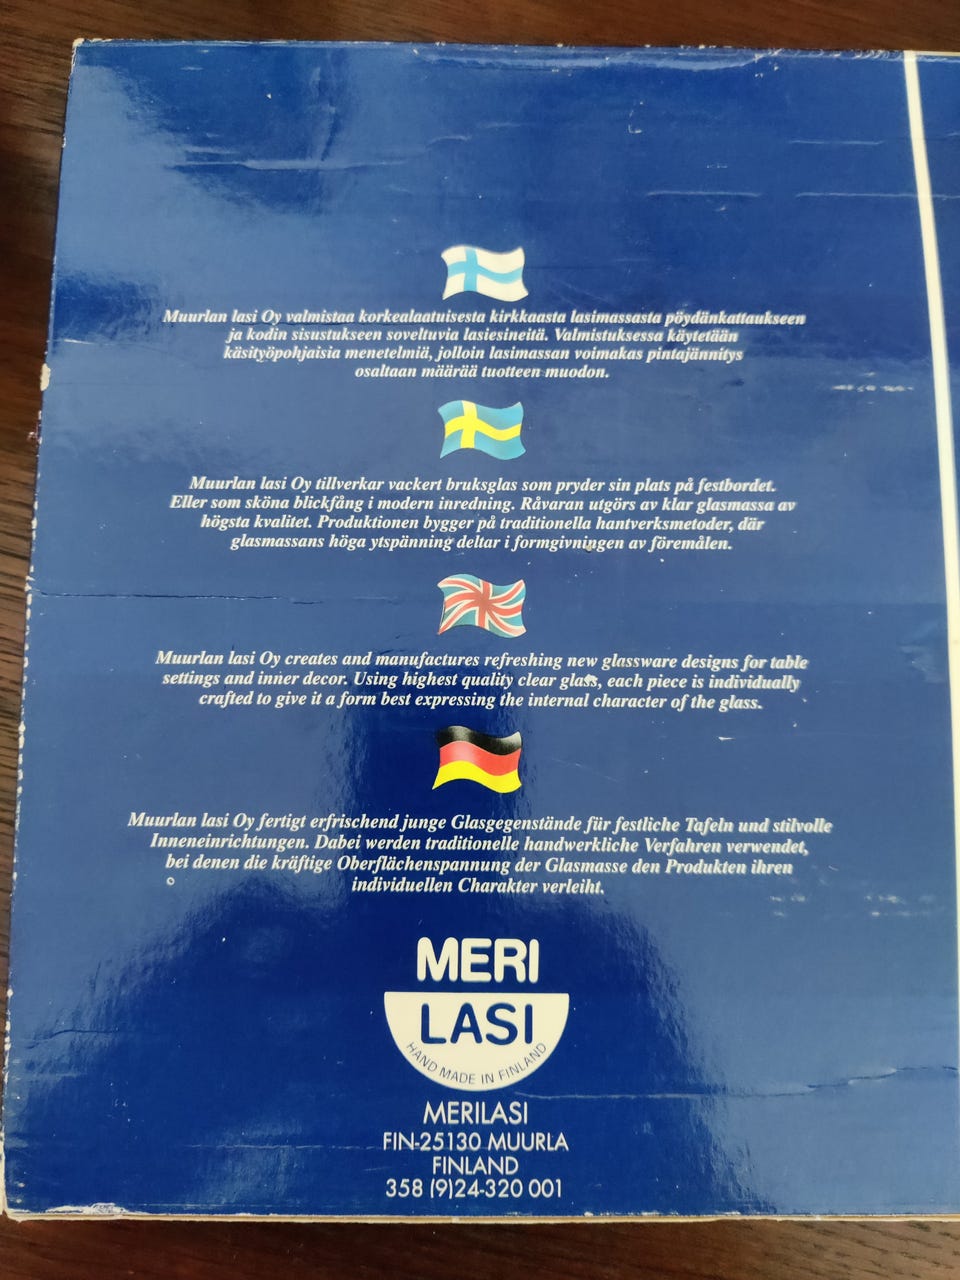 Muurlan lasi Oy valmistaa korkealaatuisesta kirkkaasta lasimassasta pöydänkattaukseen
ja kodin sisustukseen soveltuvia lasiesineitä. Valmistuksessa käytetään
käsityöpohjaisia menetelmiä, jolloin lasimassan voimakas pintajännitys
osaltaan määrää tuotteen muodon.
Muurlan lasi Oy tillverkar vackert bruksglas som pryder sin plats på festbordet.
Eller som sköna blickfång i modern inredning. Råvaran utgörs av klar glasmassa av
högsta kvalitet. Produktionen bygger på traditionella hantverksmetoder, där
glasmassans höga ytspänning deltar i formgivningen av föremålen.
Muurlan lasi Oy creates and manufactures refreshing new glassware designs for table
settings and inner decor. Using highest quality clear glass, each piece is individually
crafted to give it a form best expressing the internal character of the glass.
Muurlan lasi Oy fertigt erfrischend junge Glasgegenstände für festliche Tafeln und stilvolle
Inneneinrichtungen. Dabei werden traditionelle handwerkliche Verfahren verwendet,
bei denen die kräftige Oberflächenspannung der Glasmasse den Produkten ihren
individuellen Charakter verleiht.
MERI
LASI
HAND MADE IN FINLAND
MERILASI
FIN-25130 MUURLA
FINLAND
358 (9)24-320 001